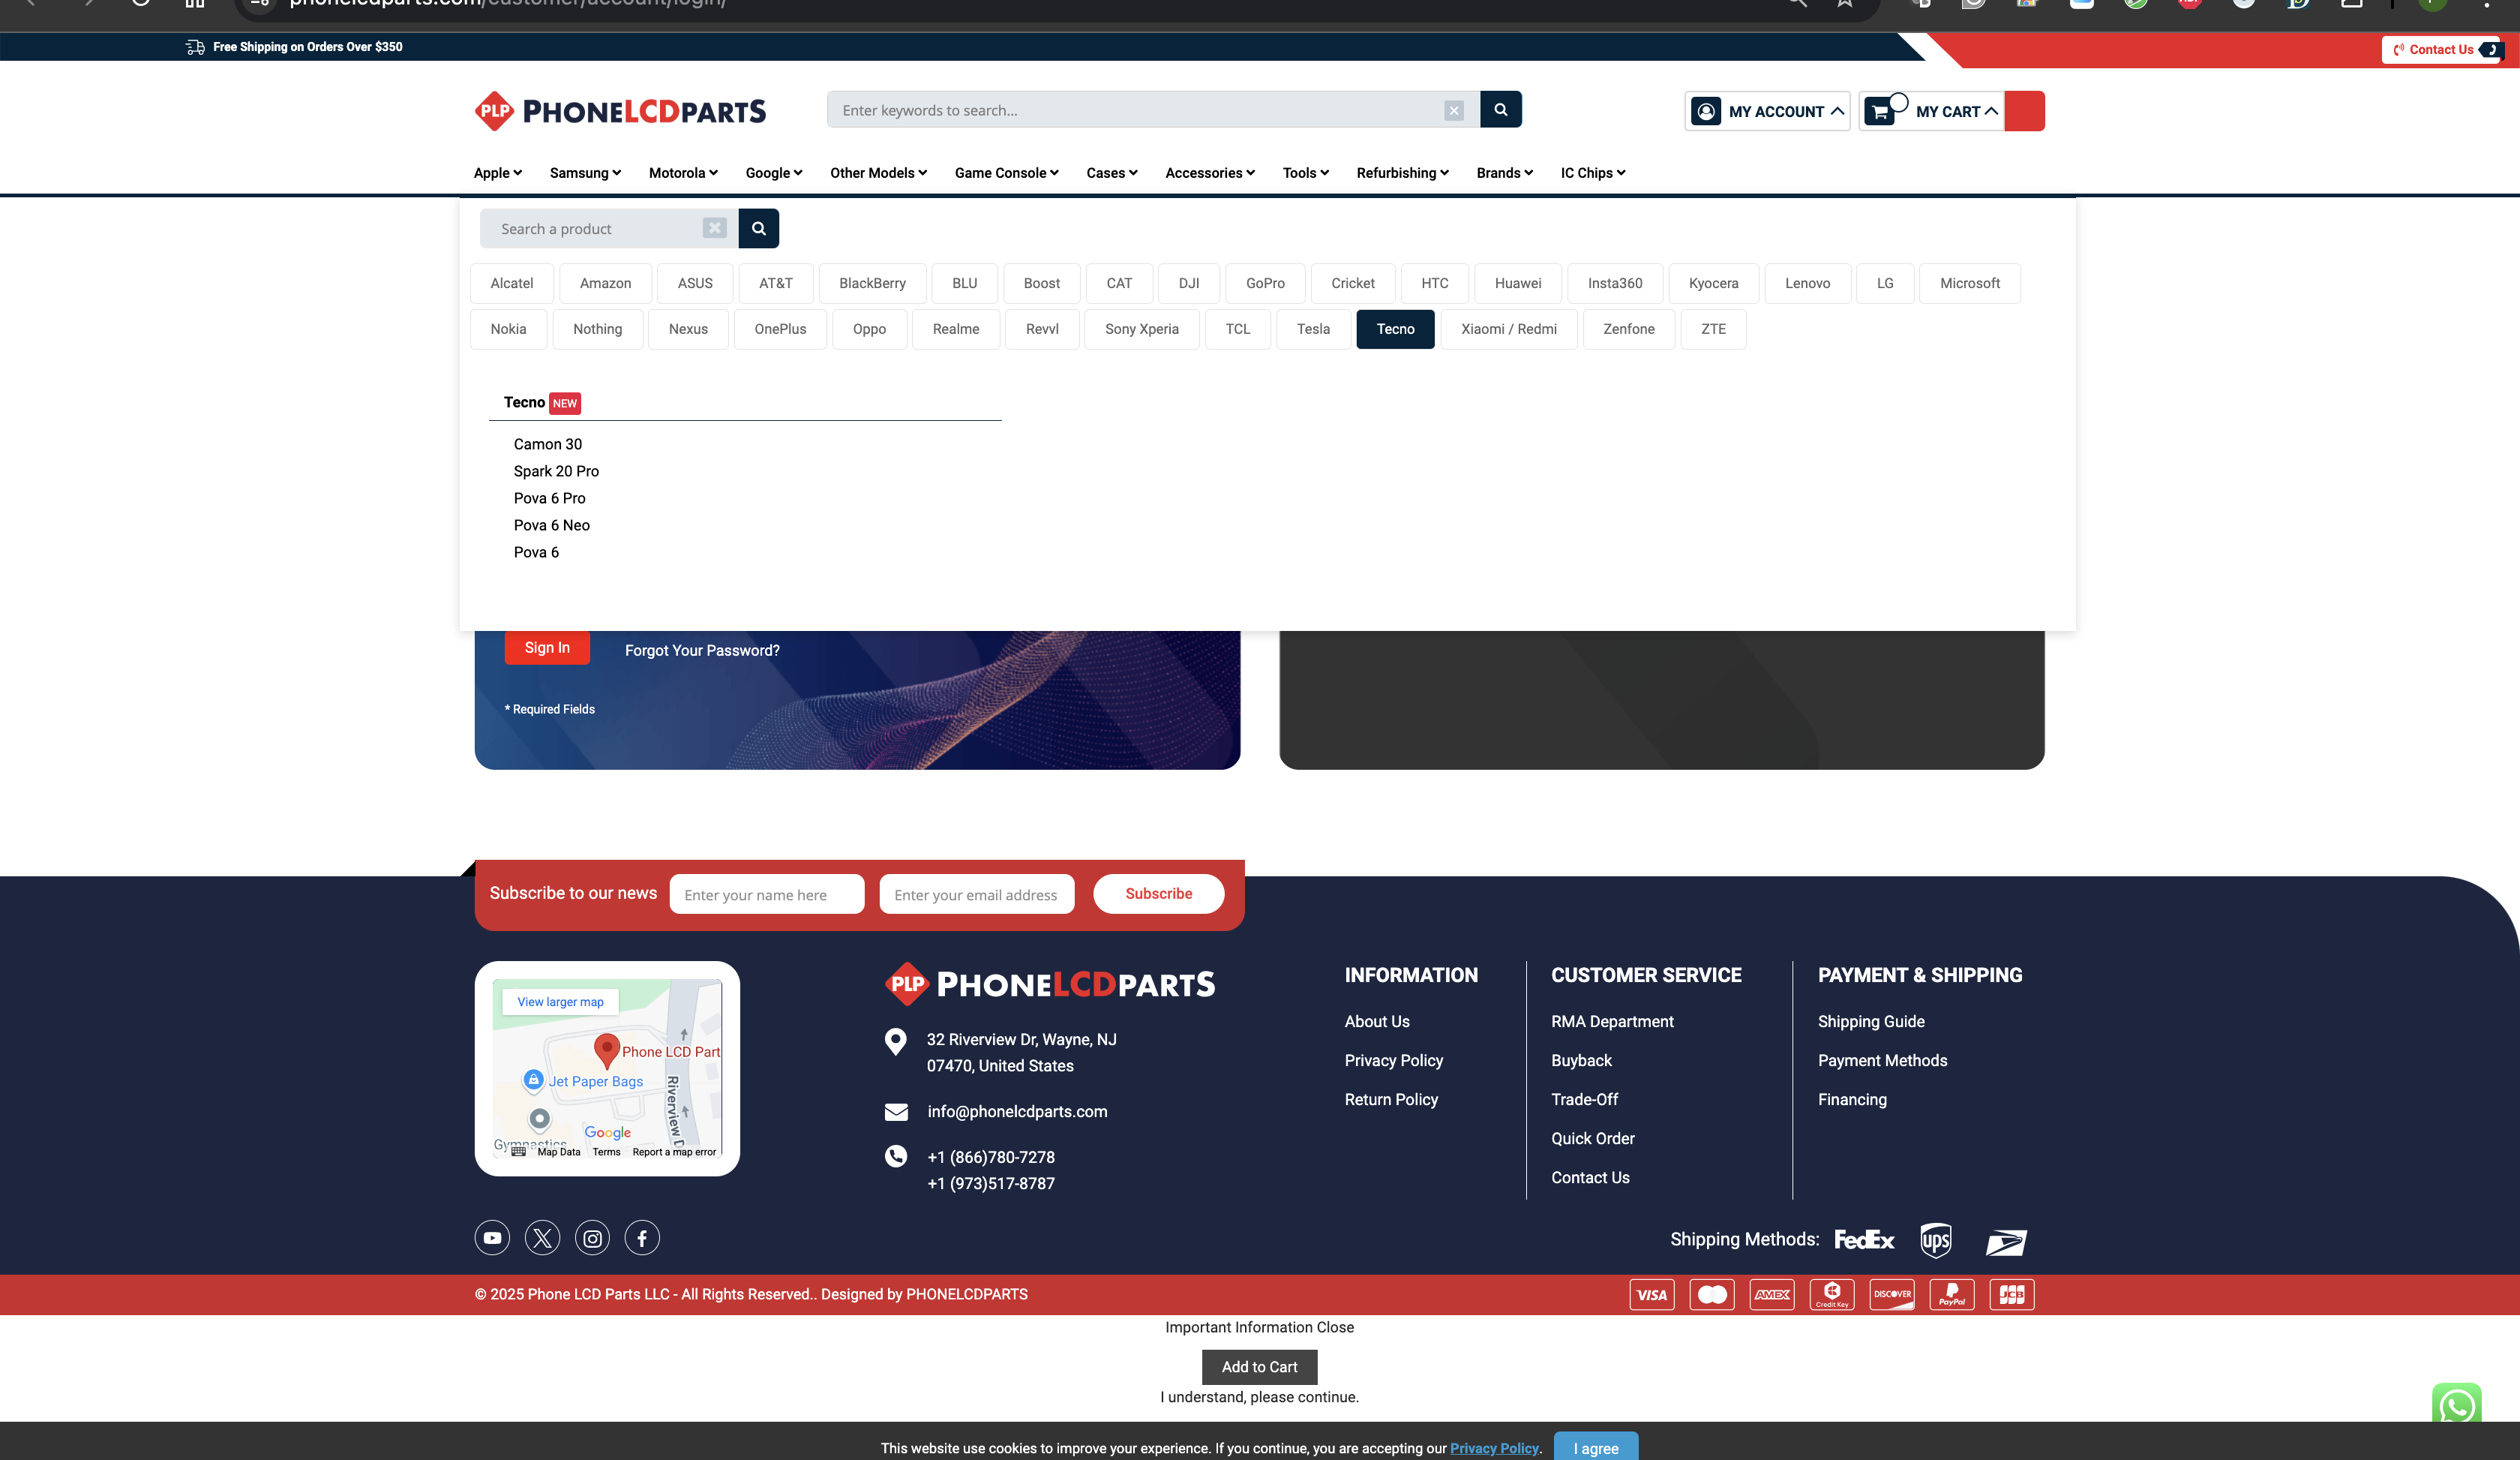 phonelcdparts.com/customer/account/login/
Free Shipping on Orders Over $350
Contact Us
PLP PHONELCDPARTS
Enter keywords to search...
MY ACCOUNT
MY CART
Apple Samsung Motorola Google Other Models Game Console Cases Accessories Tools Refurbishing Brands IC Chips
Search a product
Alcatel Amazon ASUS AT&T BlackBerry BLU Boost CAT DJI GoPro Cricket HTC Huawei Insta360 Kyocera Lenovo LG Microsoft
Nokia Nothing Nexus OnePlus Oppo Realme Revvl Sony Xperia TCL Tesla Tecno Xiaomi / Redmi Zenfone ZTE
Tecno NEW
Camon 30
Spark 20 Pro
Pova 6 Pro
Pova 6 Neo
Pova 6
Sign In
Forgot Your Password?
* Required Fields
Subscribe to our news
Enter your name here
Enter your email address
Subscribe
View larger map
Phone LCD Part
Jet Paper Bags
Riverview D
Gymnastics
Google
Map Data Terms Report a map error
PLP PHONELCDPARTS
32 Riverview Dr, Wayne, NJ
07470, United States
info@phonelcdparts.com
+1 (866)780-7278
+1 (973)517-8787
INFORMATION
About Us
Privacy Policy
Return Policy
CUSTOMER SERVICE
RMA Department
Buyback
Trade-Off
Quick Order
Contact Us
PAYMENT & SHIPPING
Shipping Guide
Payment Methods
Financing
Shipping Methods: FedEx ups
© 2025 Phone LCD Parts LLC - All Rights Reserved.. Designed by PHONELCDPARTS
VISA AMEX Credit Key DISCOVER PayPal JCB
Important Information Close
Add to Cart
I understand, please continue.
This website use cookies to improve your experience. If you continue, you are accepting our Privacy Policy.
I agree